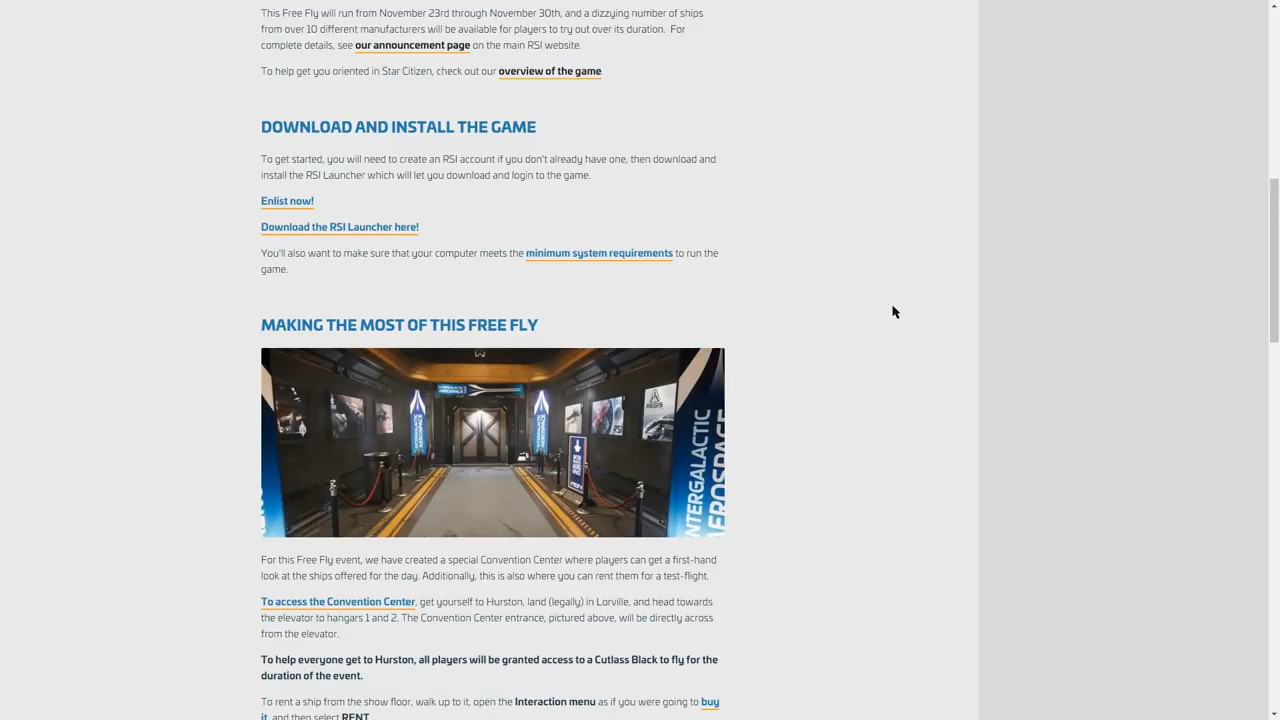 This Free Fly will run from November 23rd through November 30th, and a dizzying number of ships
from over 10 different manufacturers will be available for players to try out over its duration. For
complete details, see our announcement page on the main RSI website.
To help get you oriented in Star Citizen, check out our overview of the game.
DOWNLOAD AND INSTALL THE GAME
To get started, you will need to create an RSI account if you don't already have one, then download and
install the RSI Launcher which will let you download and login to the game.
Enlist now!
Download the RSI Launcher here!
You'll also want to make sure that your computer meets the minimum system requirements to run the
game.
MAKING THE MOST OF THIS FREE FLY
INTERGALACTIC
AEROSPACE
AEGIS
INTERGALACTIC
AEROSPACE
For this Free Fly event, we have created a special Convention Center where players can get a first-hand
look at the ships offered for the day. Additionally, this is also where you can rent them for a test-flight.
To access the Convention Center, get yourself to Hurston, land (legally) in Lorville, and head towards
the elevator to hangars 1 and 2. The Convention Center entrance, pictured above, will be directly across
from the elevator.
To help everyone get to Hurston, all players will be granted access to a Cutlass Black to fly for the
duration of the event.
To rent a ship from the show floor, walk up to it, open the Interaction menu as if you were going to buy
it, and then select RENT.